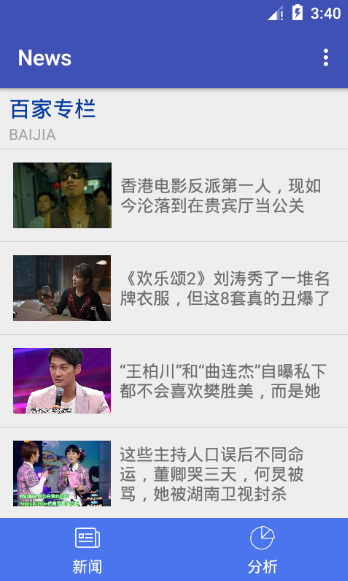 3:40
News
百家专栏
BAIJIA
香港电影反派第一人，现如
今沦落到在贵宾厅当公关
《欢乐颂2》刘涛秀了一堆名
牌衣服，但这8套真的丑爆了
“王柏川”和“曲连杰”自曝私下
都不会喜欢樊胜美，而是她
这些主持人口误后不同命
运，董卿哭三天，何炅被
骂，她被湖南卫视封杀
新闻
分析